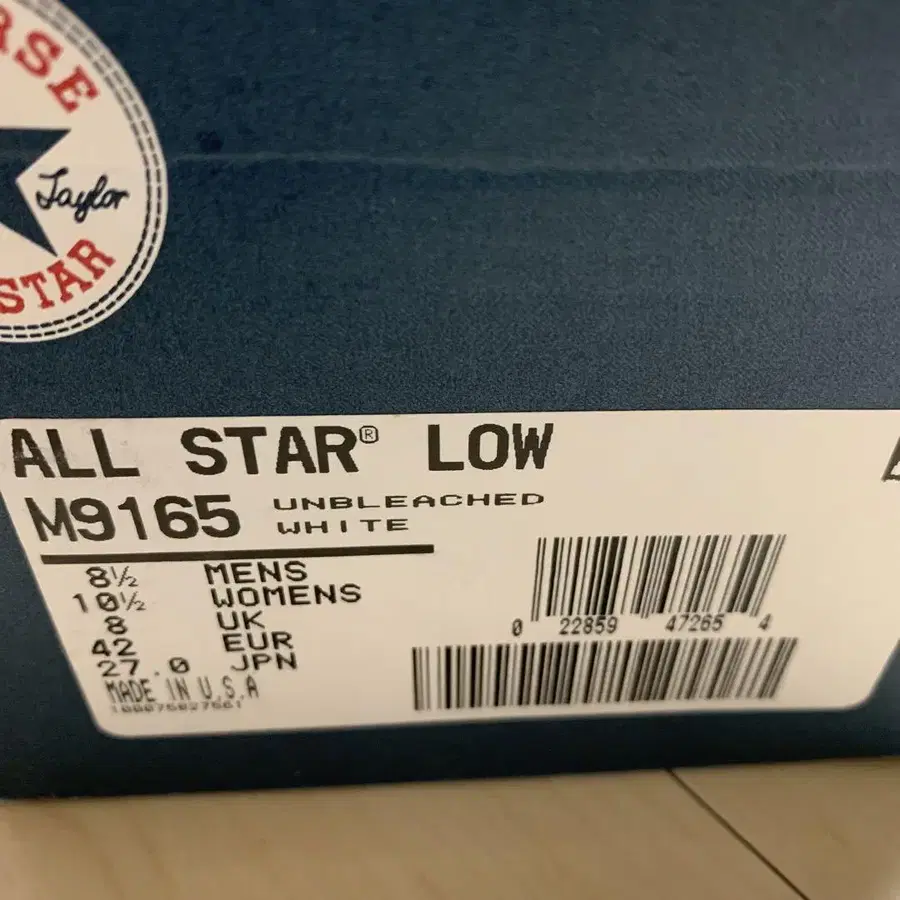 RSE
Taylor
STAR
ALL STAR® LOW
M9165 UNBLEACHED
WHITE
8½ MENS
10½ WOMENS
8 UK
42 EUR
27.0 JPN
MADE IN U.S.A
0 22859 47265 4